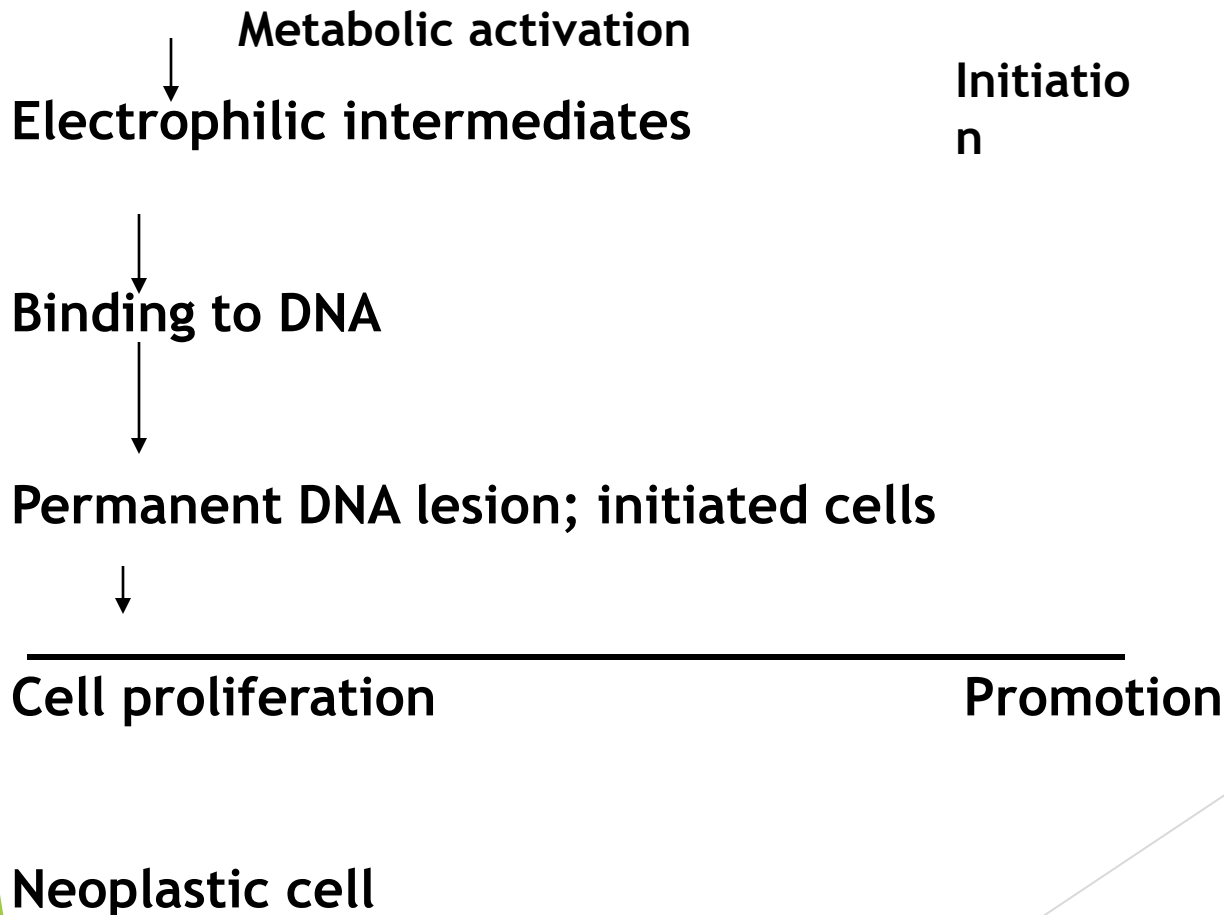 Metabolic activation
Initiatio
n
Electrophilic intermediates
Binding to DNA
Permanent DNA lesion; initiated cells
Cell proliferation
Promotion
Neoplastic cell